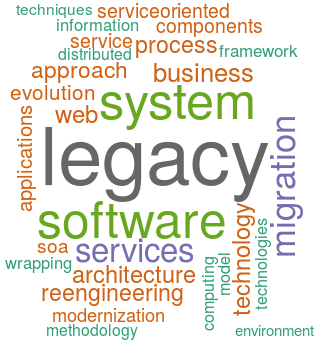 techniques serviceoriented
information components
service process
distributed framework
approach business
evolution system
web
applications
legacy
migration
software
soa services
technology
technologies
wrapping architecture
computing
model
reengineering
modernization
methodology environment